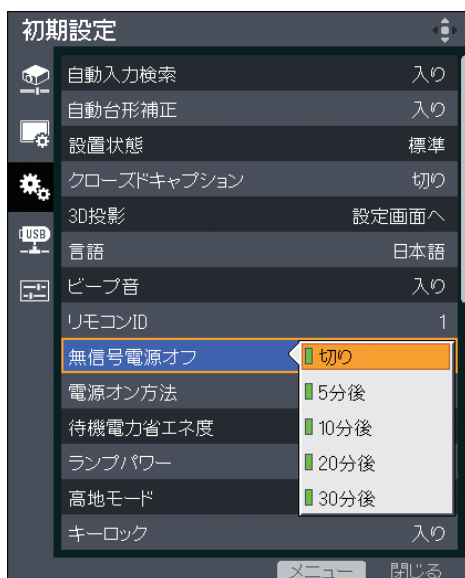 初期設定
自動入力検索 入り
自動台形補正 入り
設置状態 標準
クローズドキャプション 切り
3D投影 設定画面へ
USB
言語 日本語
ビープ音 入り
リモコンID 1
無信号電源オフ 切り
電源オン方法 5分後
待機電力省エネ度 10分後
ランプパワー 20分後
高地モード 30分後
キーロック 入り
メニュー 閉じる